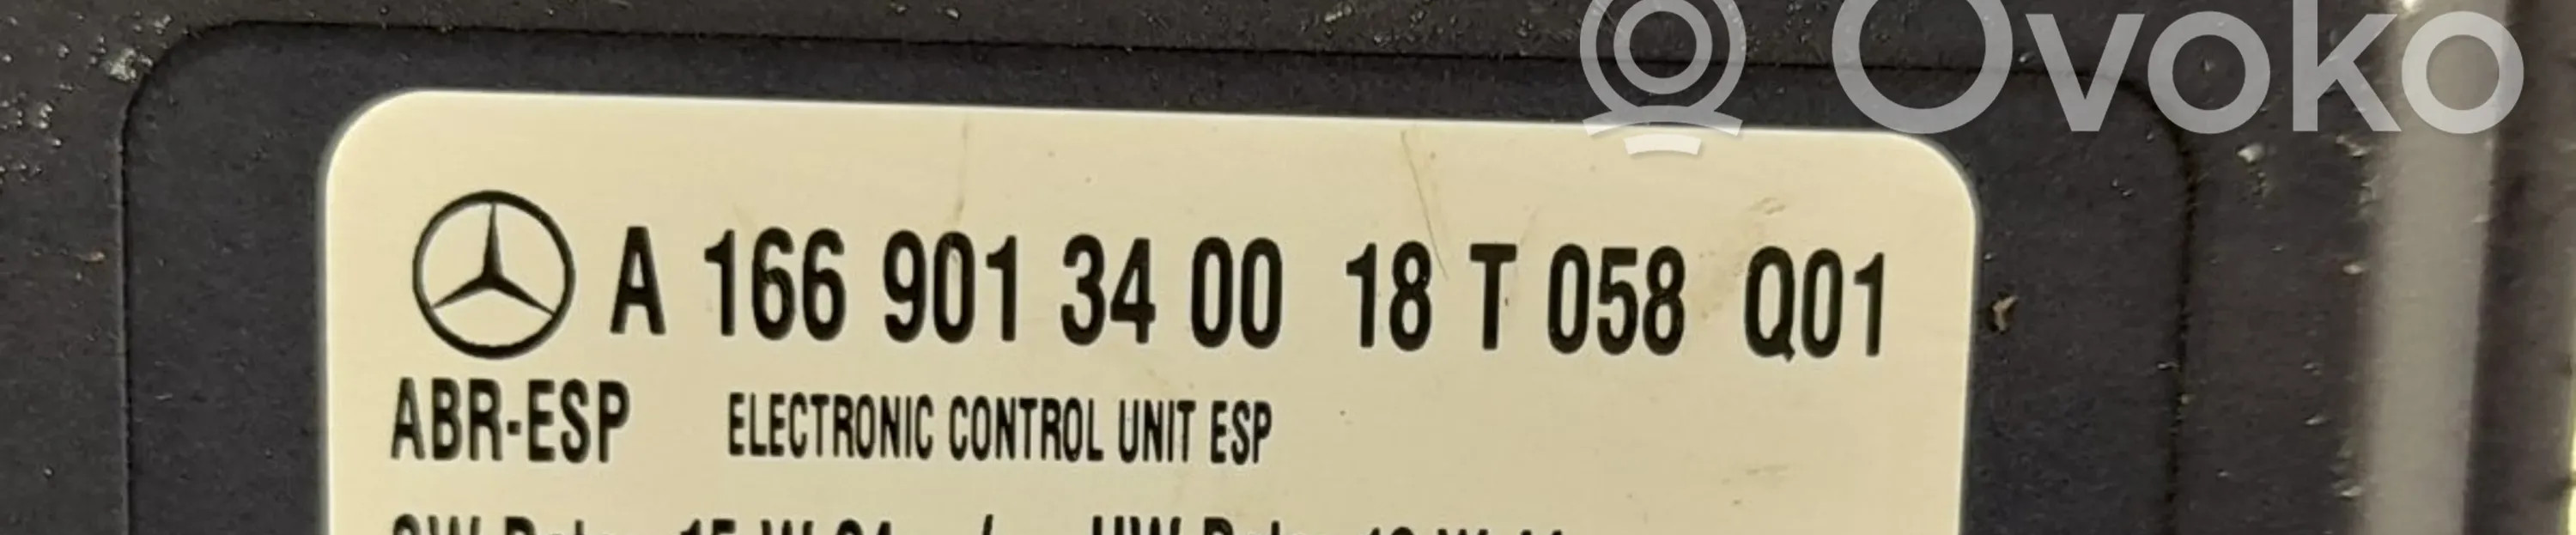 Ovoko
A 166 901 34 00 18 T 058 Q01
ABR-ESP ELECTRONIC CONTROL UNIT ESP